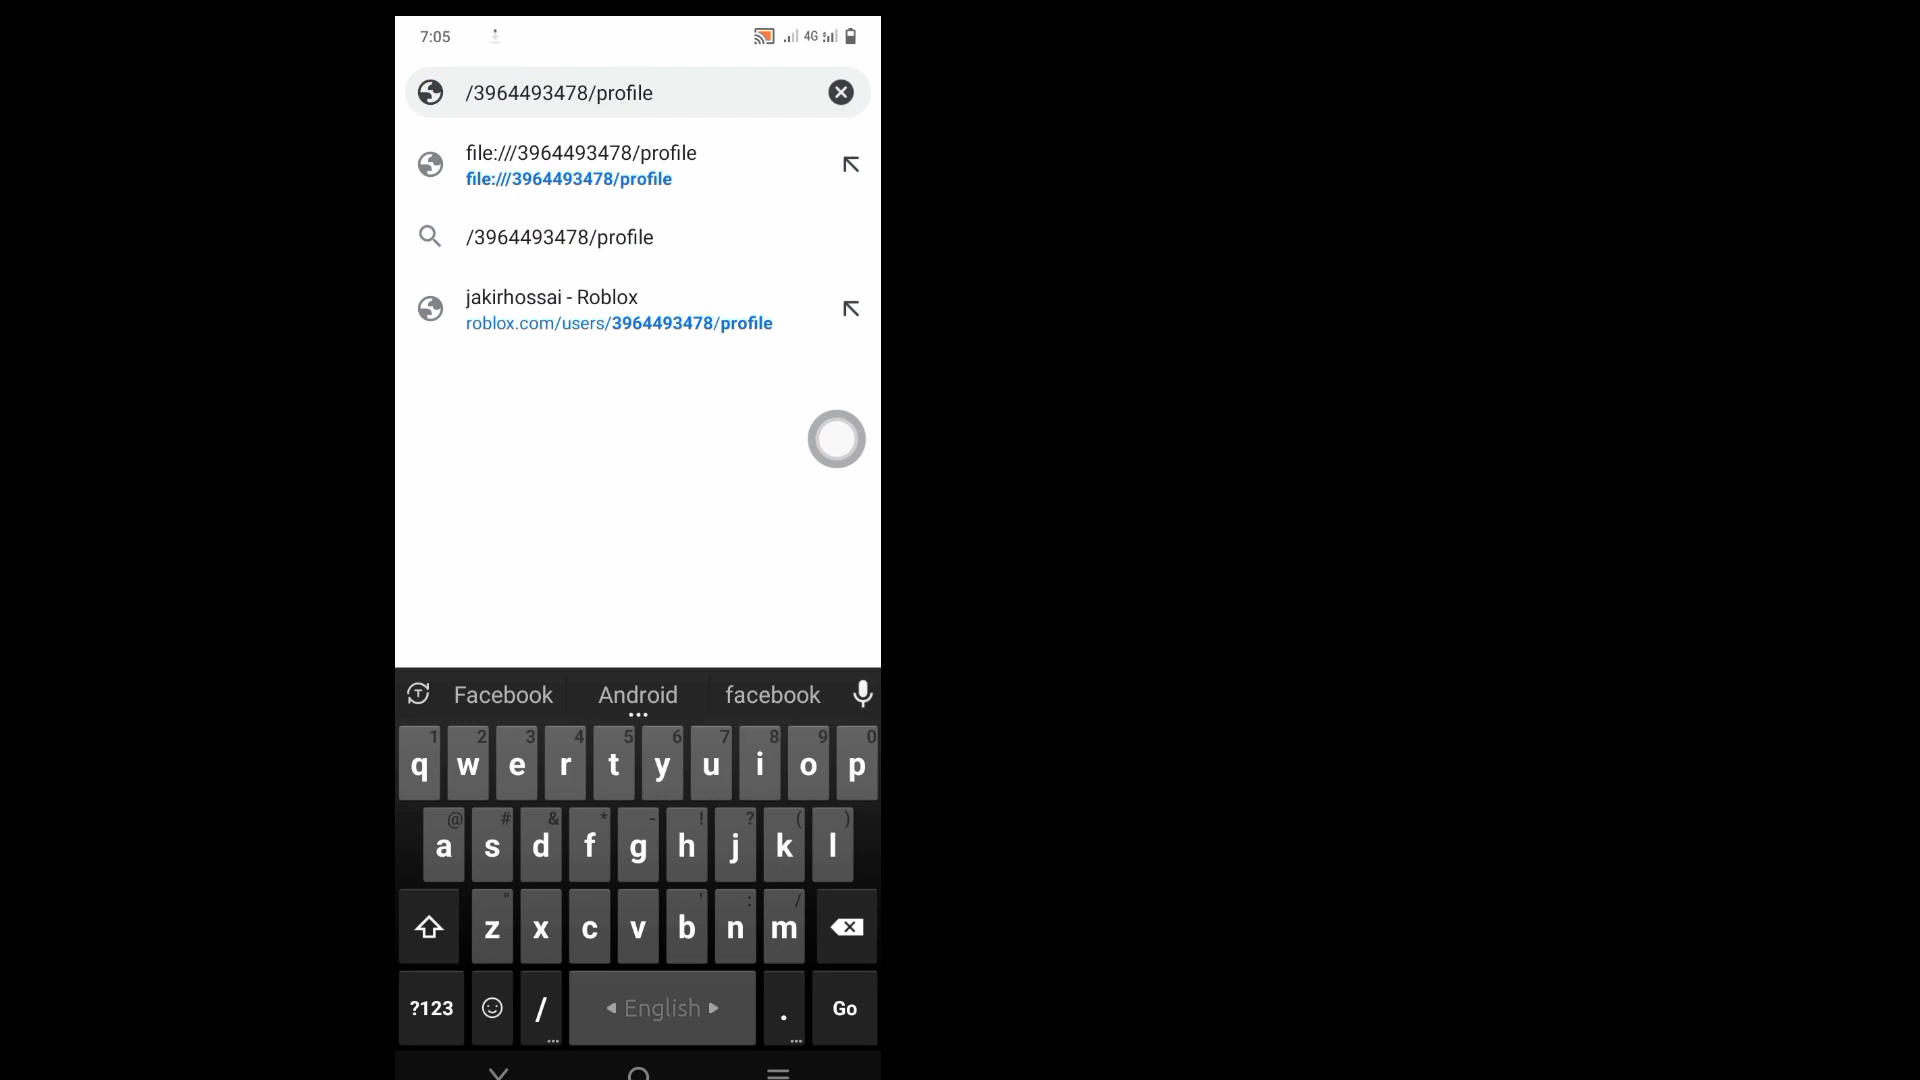 7:05 4G
/3964493478/profile
file:///3964493478/profile
file:///3964493478/profile
/3964493478/profile
jakirhossai - Roblox
roblox.com/users/3964493478/profile
Facebook Android facebook
1 2 3 4 5 6 7 8 9 0
q w e r t y u i o p
@ # & * - ! ? ( )
a s d f g h j k l
" ' : /
z x c v b n m
?123 / English . Go